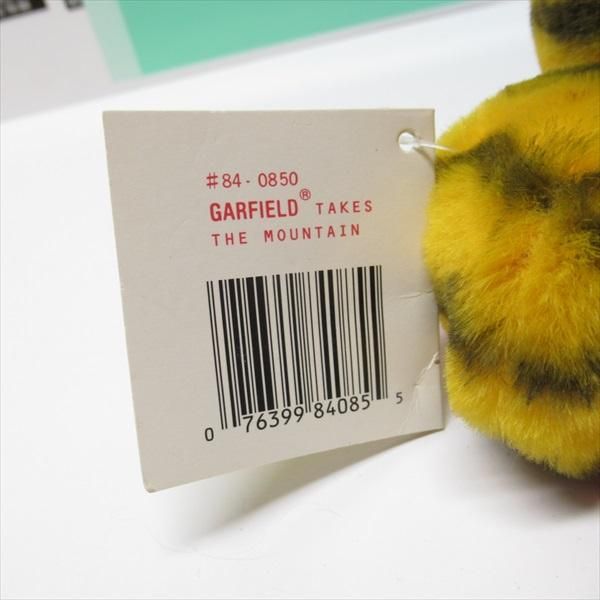 #84-0850
GARFIELD® TAKES
THE MOUNTAIN
0 76399 84085 5